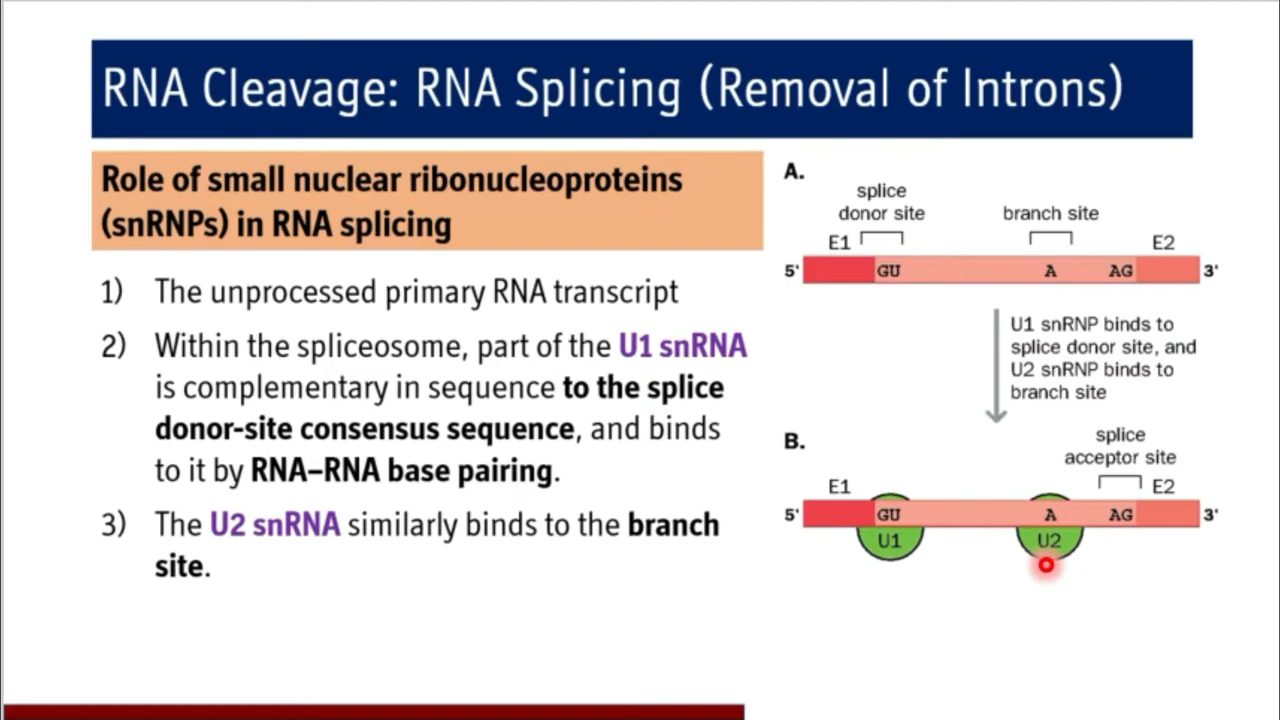 RNA Cleavage: RNA Splicing (Removal of Introns)
Role of small nuclear ribonucleoproteins
(snRNPs) in RNA splicing
1) The unprocessed primary RNA transcript
2) Within the spliceosome, part of the U1 snRNA
is complementary in sequence to the splice
donor-site consensus sequence, and binds
to it by RNA–RNA base pairing.
3) The U2 snRNA similarly binds to the branch
site.
A.
splice
donor site
branch site
E1
E2
5' GU A AG 3'
U1 snRNP binds to
splice donor site, and
U2 snRNP binds to
branch site
B.
splice
acceptor site
E1
E2
5' GU A AG 3'
U1 U2